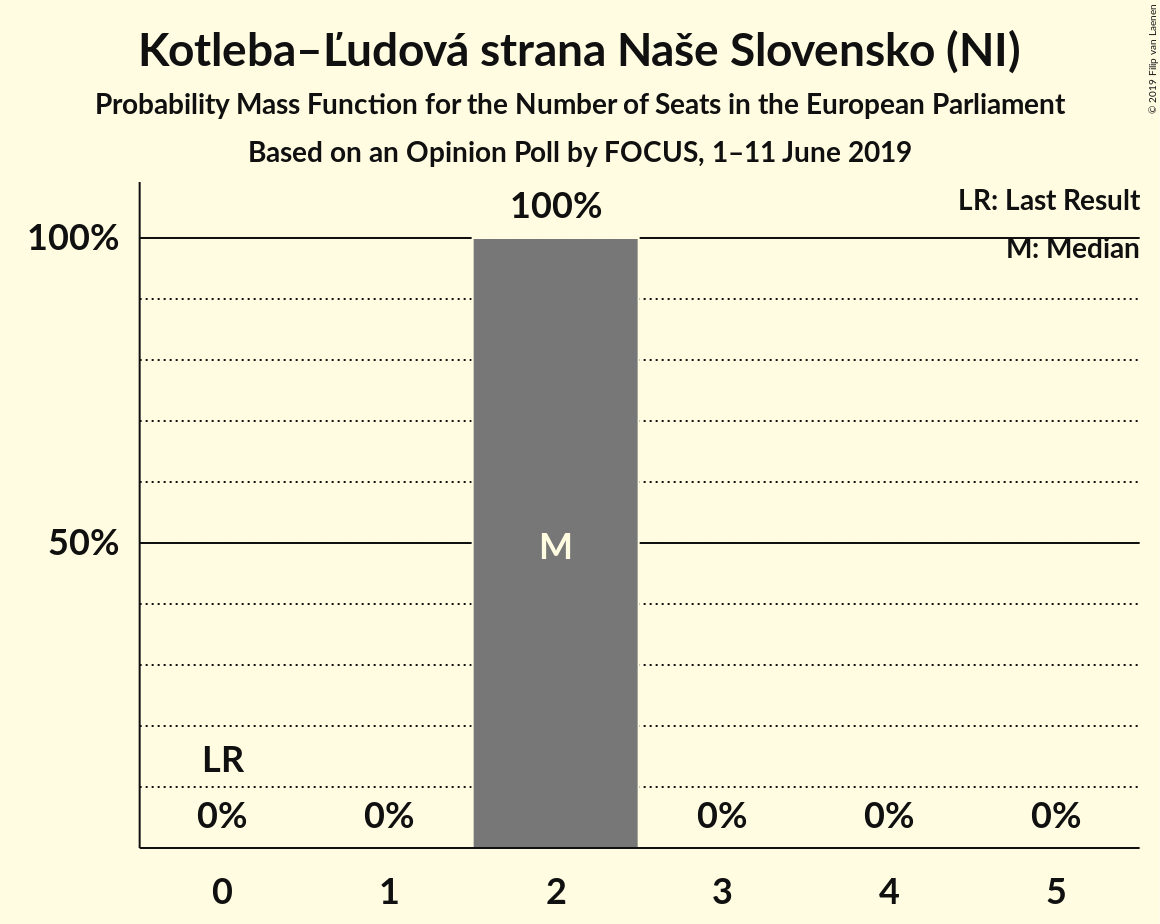 Kotleba–Ľudová strana Naše Slovensko (NI)
Probability Mass Function for the Number of Seats in the European Parliament
Based on an Opinion Poll by FOCUS, 1–11 June 2019
© 2019 Filip van Laenen
LR: Last Result
M: Median
100%
100%
50%
M
LR
0% 0% 0% 0% 0%
0 1 2 3 4 5